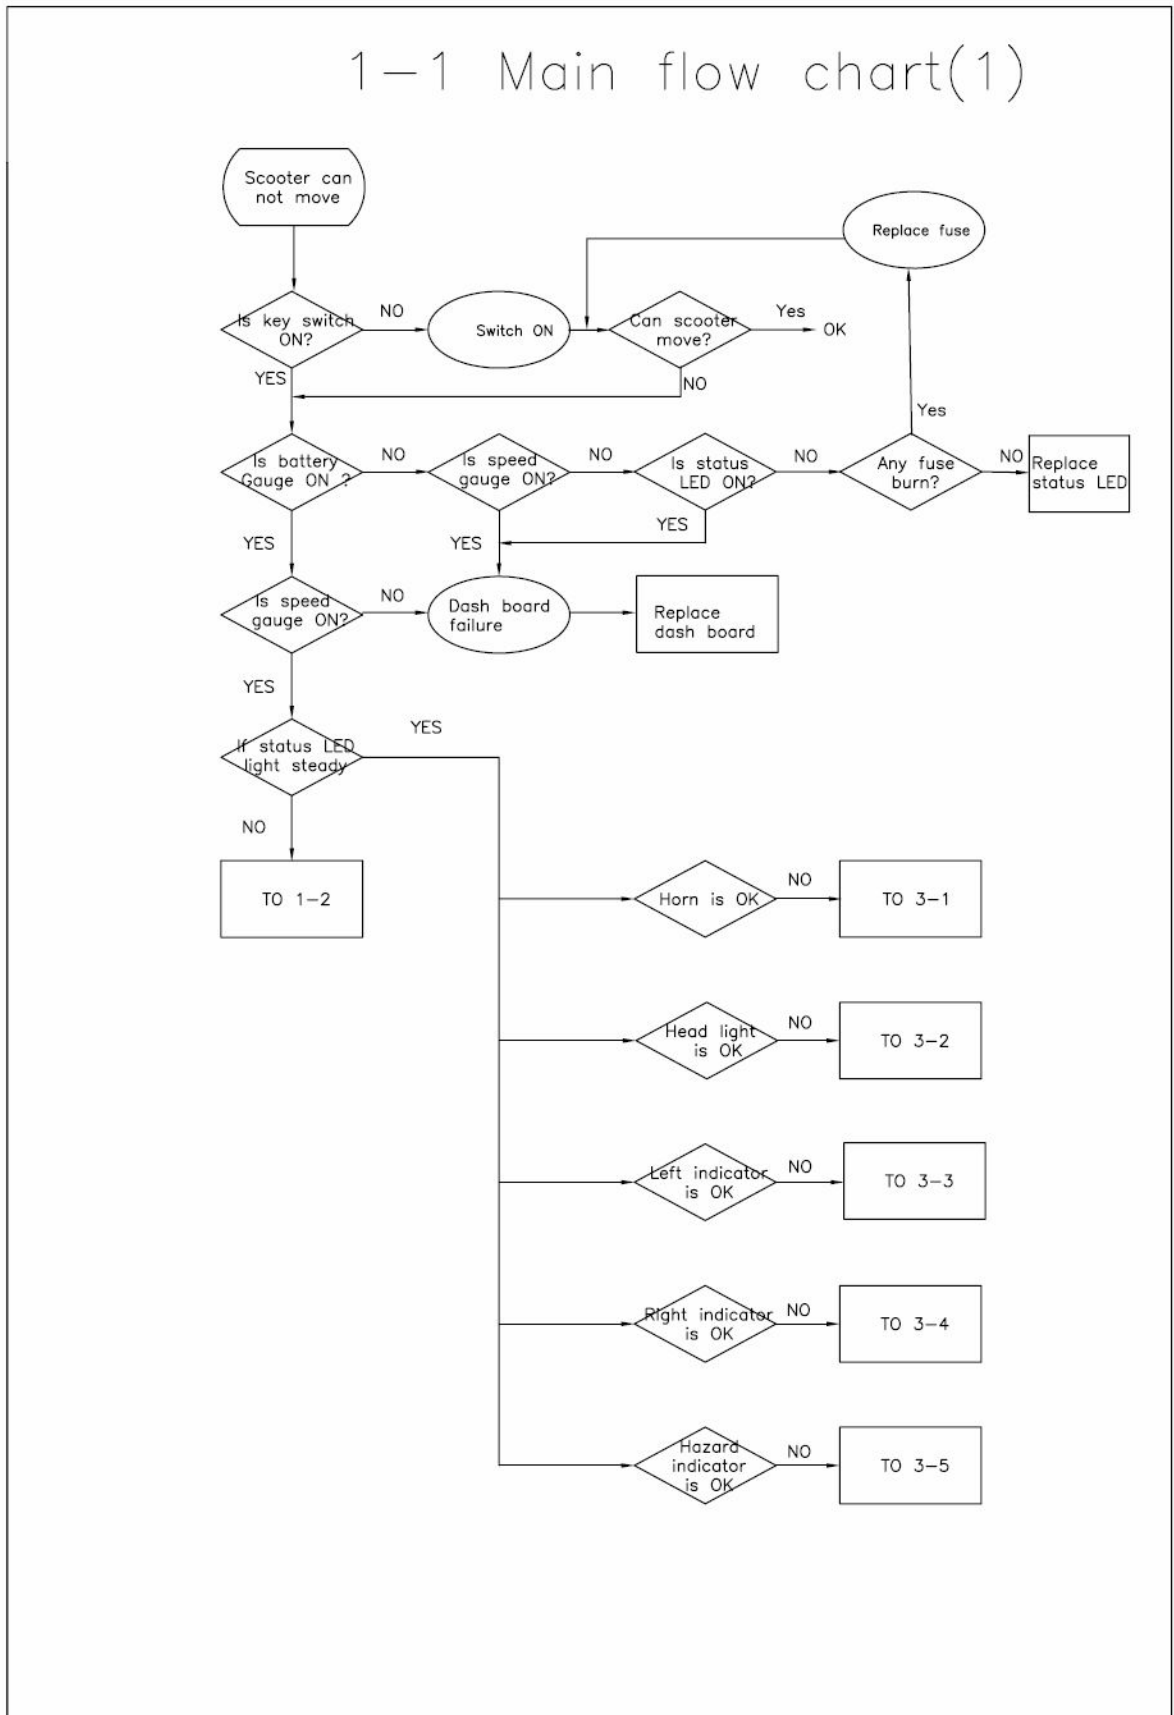 1-1 Main flow chart(1)
Scooter can
not move
Replace fuse
Is key switch
ON?
NO
Switch ON
Can scooter
move?
Yes
OK
YES
NO
Yes
Is battery
Gauge ON ?
NO
Is speed
gauge ON?
NO
Is status
LED ON?
NO
Any fuse
burn?
NO
Replace
status LED
YES
YES
YES
Is speed
gauge ON?
NO
Dash board
failure
Replace
dash board
YES
YES
If status LED
light steady
NO
TO 1-2
Horn is OK
NO
TO 3-1
Head light
is OK
NO
TO 3-2
Left indicator
is OK
NO
TO 3-3
Right indicator
is OK
NO
TO 3-4
Hazard
indicator
is OK
NO
TO 3-5